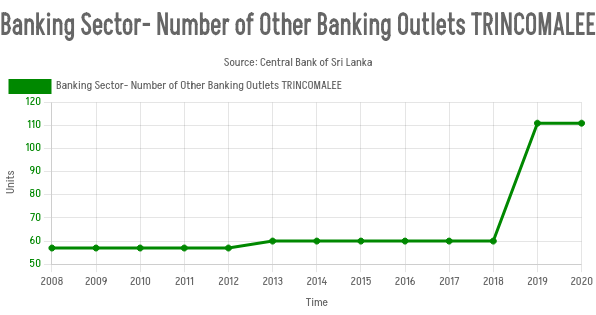 Banking Sector- Number of Other Banking Outlets TRINCOMALEE
Source: Central Bank of Sri Lanka
Banking Sector- Number of Other Banking Outlets TRINCOMALEE
120
110
100
90
80
70
60
50
Units
2008 2009 2010 2011 2012 2013 2014 2015 2016 2017 2018 2019 2020
Time